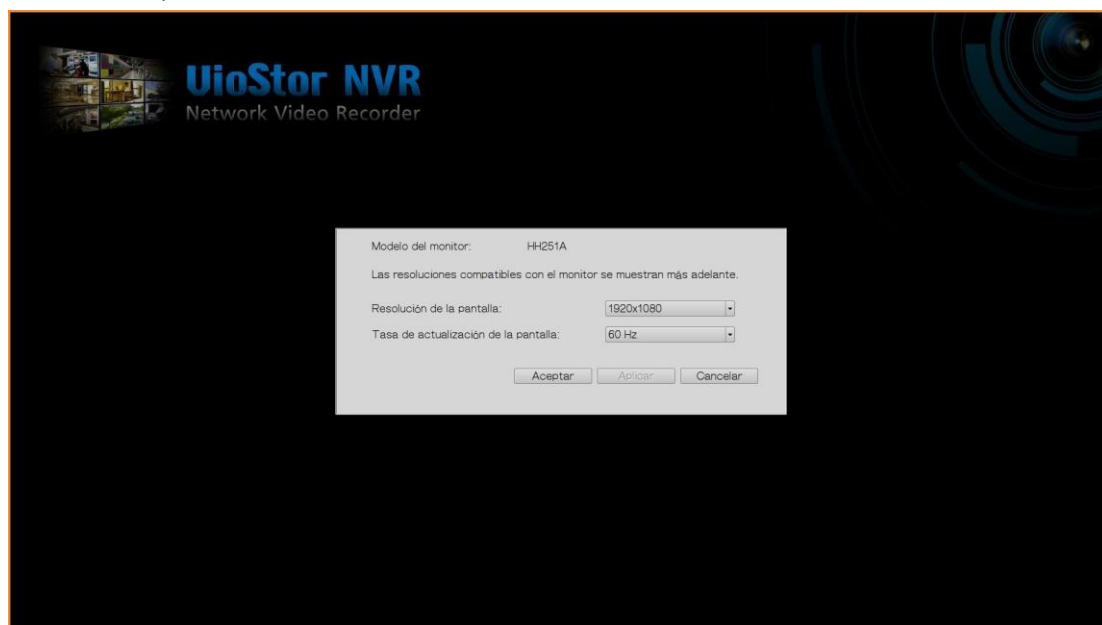 VioStor NVR
Network Video Recorder
Modelo del monitor: HH251A
Las resoluciones compatibles con el monitor se muestran más adelante.
Resolución de la pantalla: 1920x1080
Tasa de actualización de la pantalla: 60 Hz
Aceptar Aplicar Cancelar